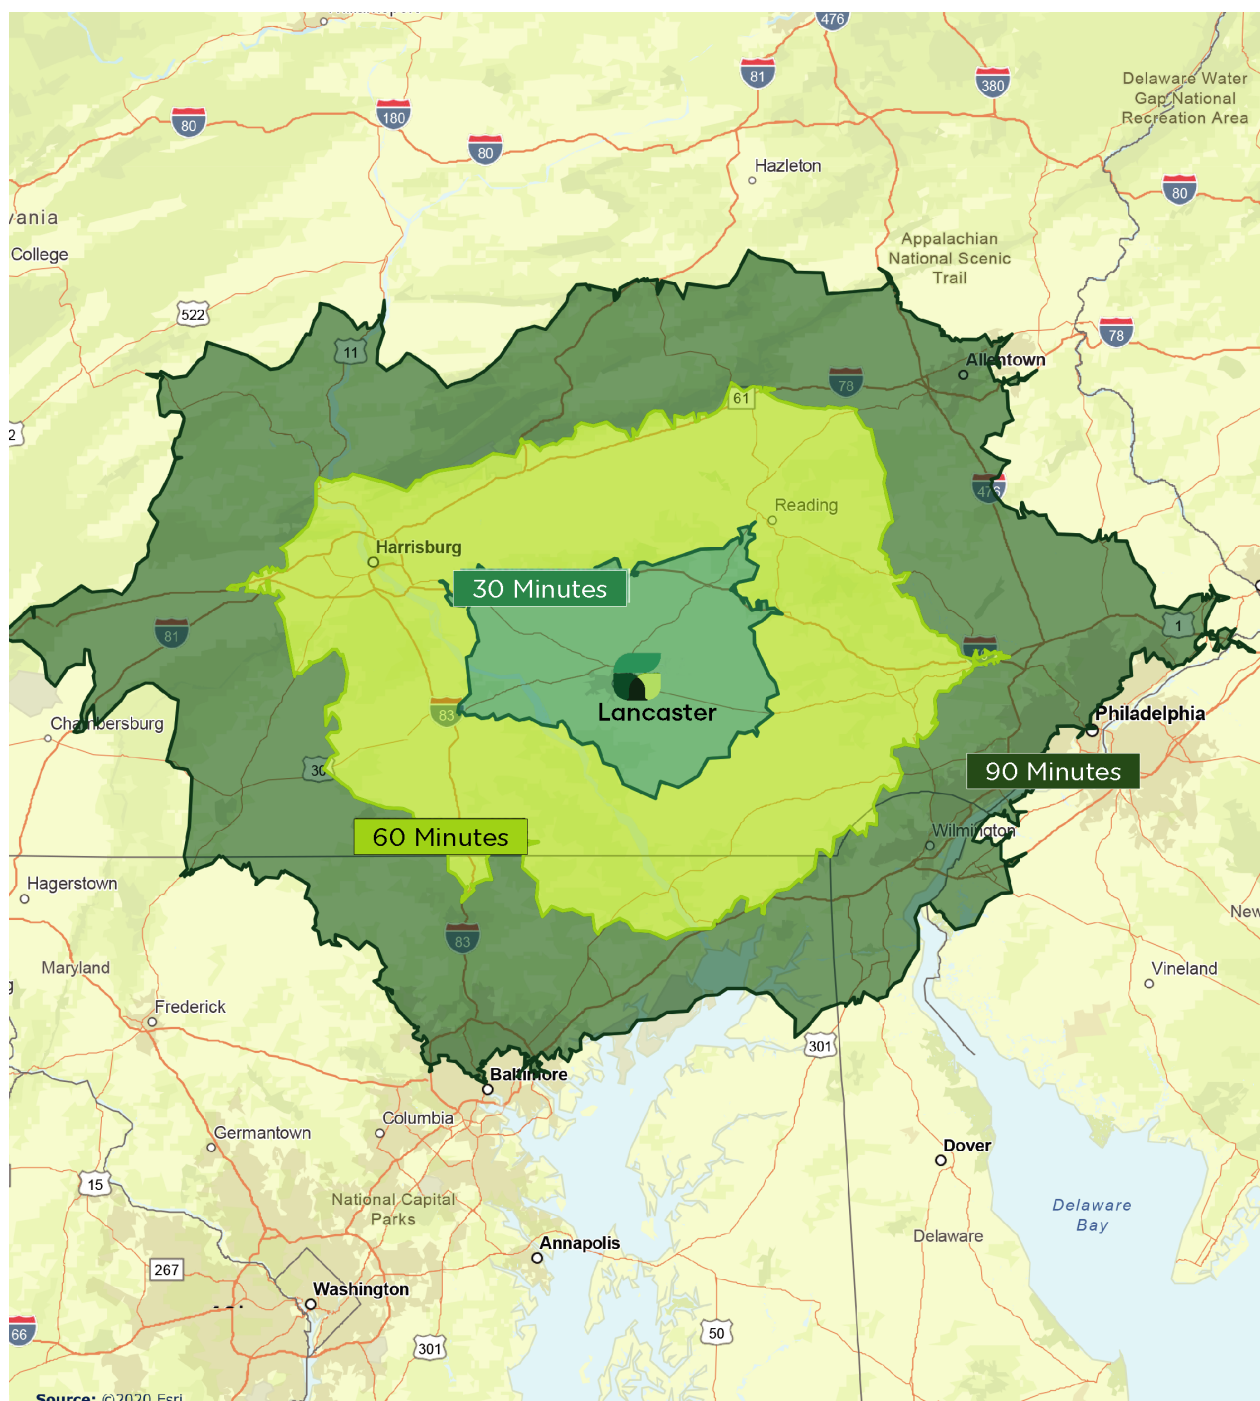 476
81
380
Delaware Water
Gap National
Recreation Area
80
180
80
Hazleton
80
vania
College
Appalachian
National Scenic
Trail
522
78
11
Allentown
78
61
2
476
Reading
Harrisburg
30 Minutes
81
1
Lancaster
83
Chambersburg
Philadelphia
30
90 Minutes
60 Minutes
Wilmington
Hagerstown
New
83
Maryland
Vineland
Frederick
301
Baltimore
Columbia
Germantown
Dover
15
National Capital
Parks
Delaware
Bay
Delaware
Annapolis
267
Washington
66
50
301
Source: ©2020 Esri